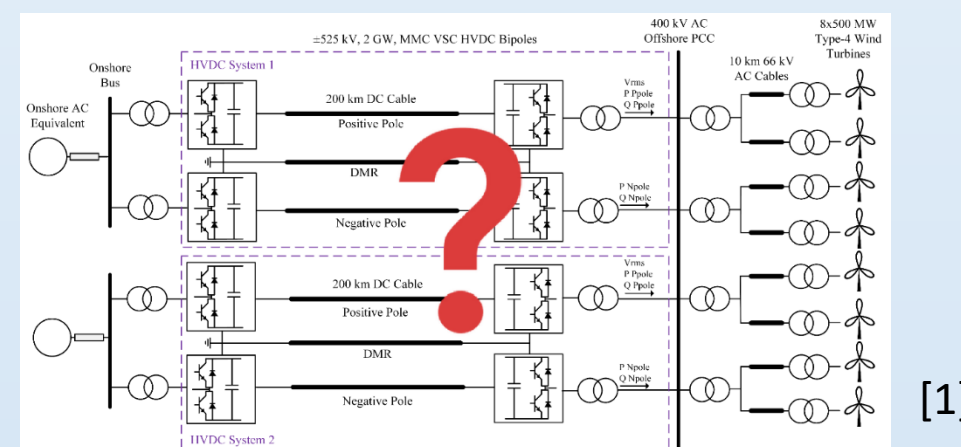 400 kV AC
Offshore PCC
8x500 MW
Type-4 Wind
Turbines
±525 kV, 2 GW, MMC VSC HVDC Bipoles
10 km 66 kV
AC Cables
Onshore
Bus
HVDC System 1
Onshore AC
Equivalent
200 km DC Cable
Positive Pole
Vrms
P Ppole
Q Ppole
DMR
Negative Pole
P Npole
Q Npole
?
200 km DC Cable
Positive Pole
Vrms
P Ppole
Q Ppole
DMR
Negative Pole
P Npole
Q Npole
HVDC System 2
[1]